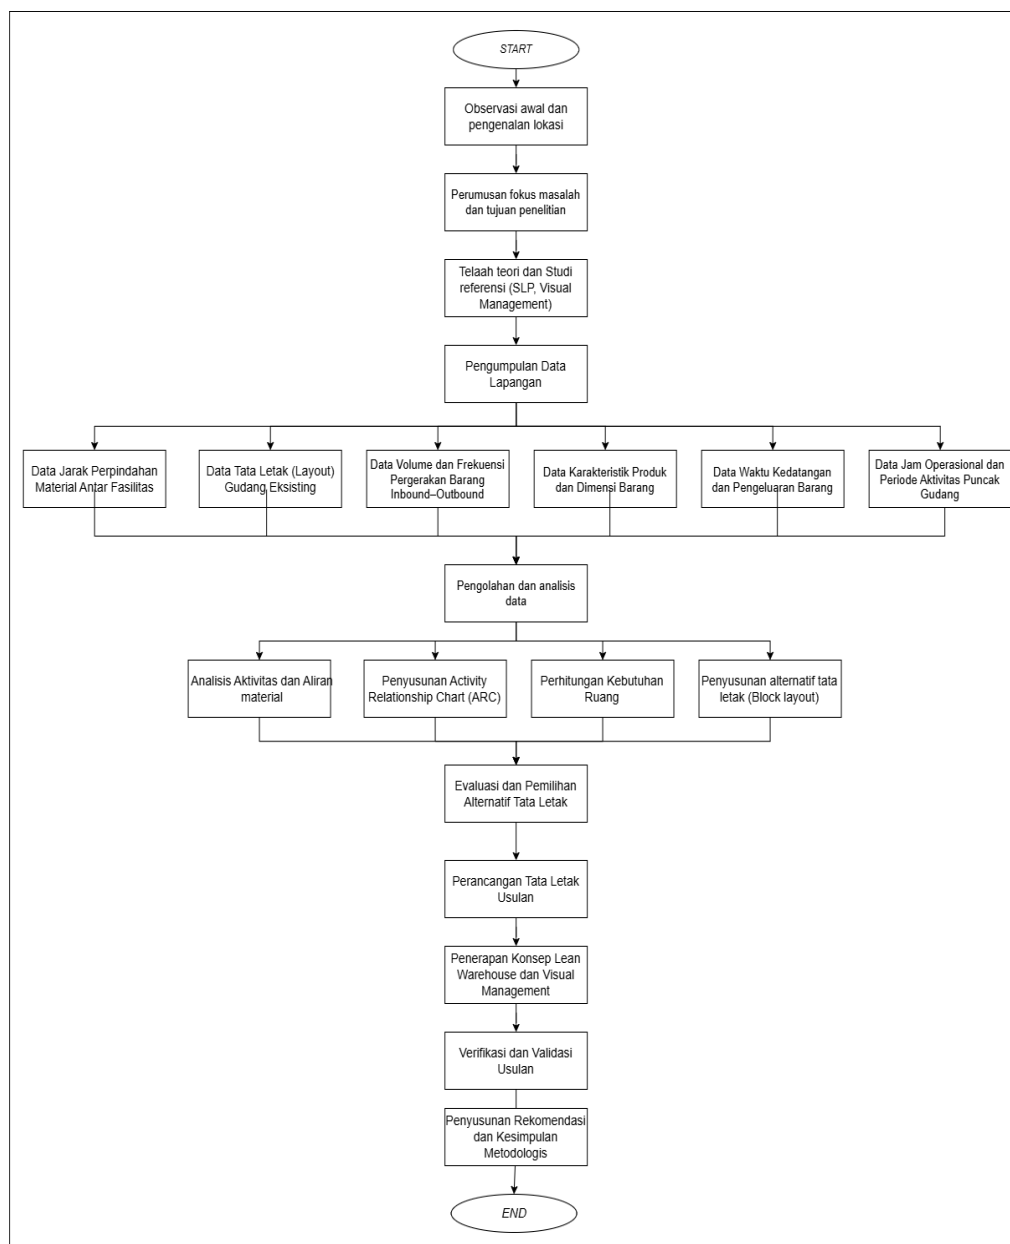 START
Observasi awal dan
pengenalan lokasi
Perumusan fokus masalah
dan tujuan penelitian
Telaah teori dan Studi
referensi (SLP, Visual
Management)
Pengumpulan Data
Lapangan
Data Jarak Perpindahan
Material Antar Fasilitas
Data Tata Letak (Layout)
Gudang Eksisting
Data Volume dan Frekuensi
Pergerakan Barang
Inbound–Outbound
Data Karakteristik Produk
dan Dimensi Barang
Data Waktu Kedatangan
dan Pengeluaran Barang
Data Jam Operasional dan
Periode Aktivitas Puncak
Gudang
Pengolahan dan analisis
data
Analisis Aktivitas dan Aliran
material
Penyusunan Activity
Relationship Chart (ARC)
Perhitungan Kebutuhan
Ruang
Penyusunan alternatif tata
letak (Block layout)
Evaluasi dan Pemilihan
Alternatif Tata Letak
Perancangan Tata Letak
Usulan
Penerapan Konsep Lean
Warehouse dan Visual
Management
Verifikasi dan Validasi
Usulan
Penyusunan Rekomendasi
dan Kesimpulan
Metodologis
END